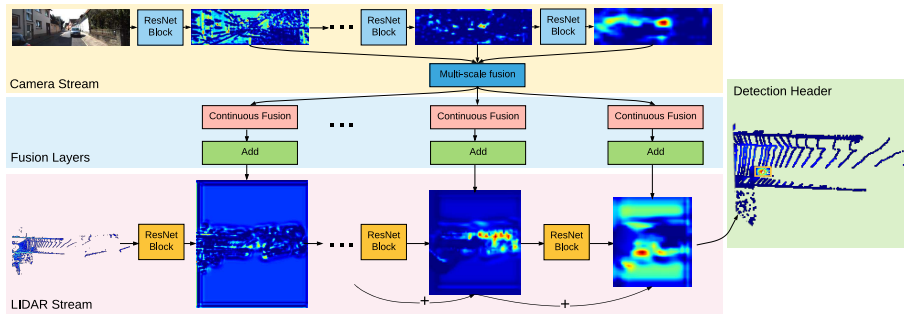 ResNet
Block
ResNet
Block
ResNet
Block
Camera Stream
Multi-scale fusion
Detection Header
Continuous Fusion
Continuous Fusion
Continuous Fusion
Add
Add
Add
Fusion Layers
ResNet
Block
ResNet
Block
ResNet
Block
+
+
LIDAR Stream